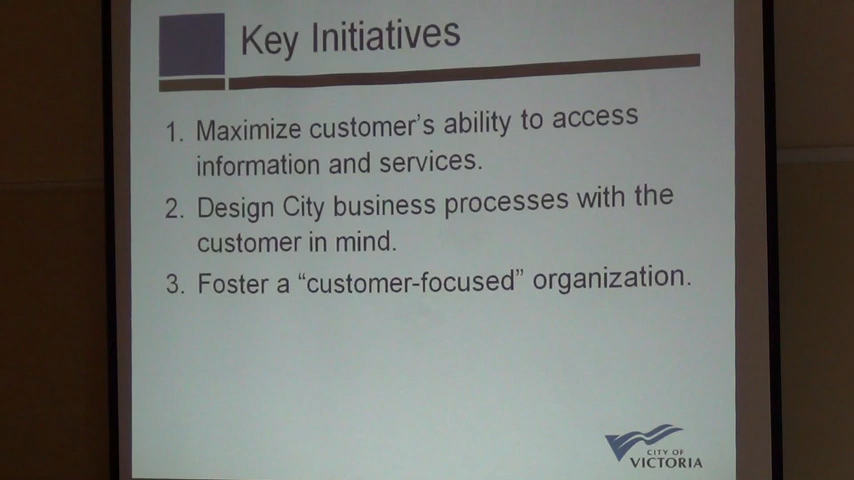 Key Initiatives
1. Maximize customer's ability to access
information and services.
2. Design City business processes with the
customer in mind.
3. Foster a “customer-focused” organization.
CITY OF
VICTORIA